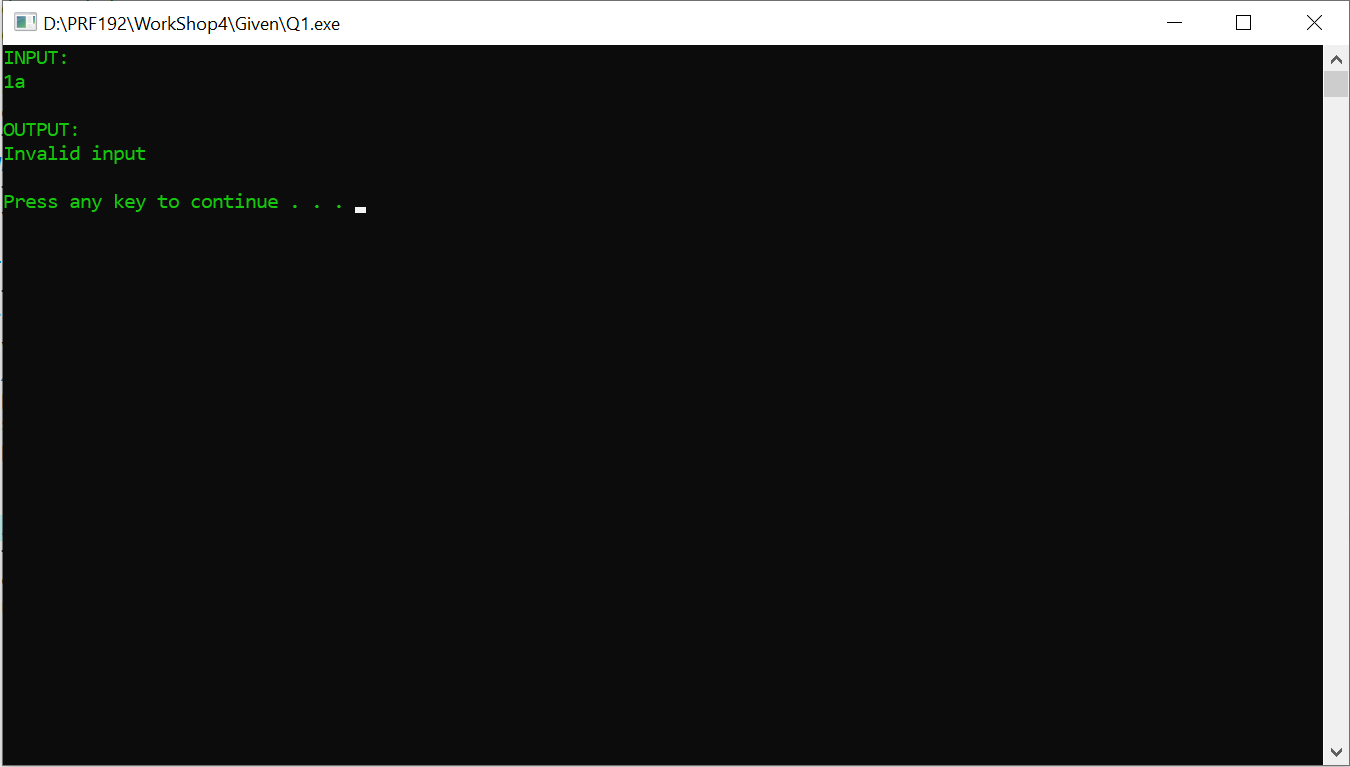 D:\PRF192\WorkShop4\Given\Q1.exe
INPUT:
1a
OUTPUT:
Invalid input
Press any key to continue . . .